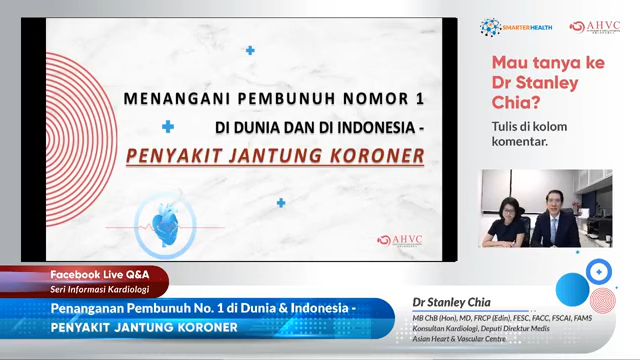 MENANGANI PEMBUNUH NOMOR 1
DI DUNIA DAN DI INDONESIA -
PENYAKIT JANTUNG KORONER
AHVC
SMARTERHEALTH
AHVC
Mau tanya ke
Dr Stanley
Chia?
Tulis di kolom
komentar.
Facebook Live Q&A
Seri Informasi Kardiologi
Penanganan Pembunuh No. 1 di Dunia & Indonesia -
PENYAKIT JANTUNG KORONER
Dr Stanley Chia
MB ChB (Hon), MD, FRCP (Edin), FESC, FACC, FSCAI, FAMS
Konsultan Kardiologi, Deputi Direktur Medis
Asian Heart & Vascular Centre